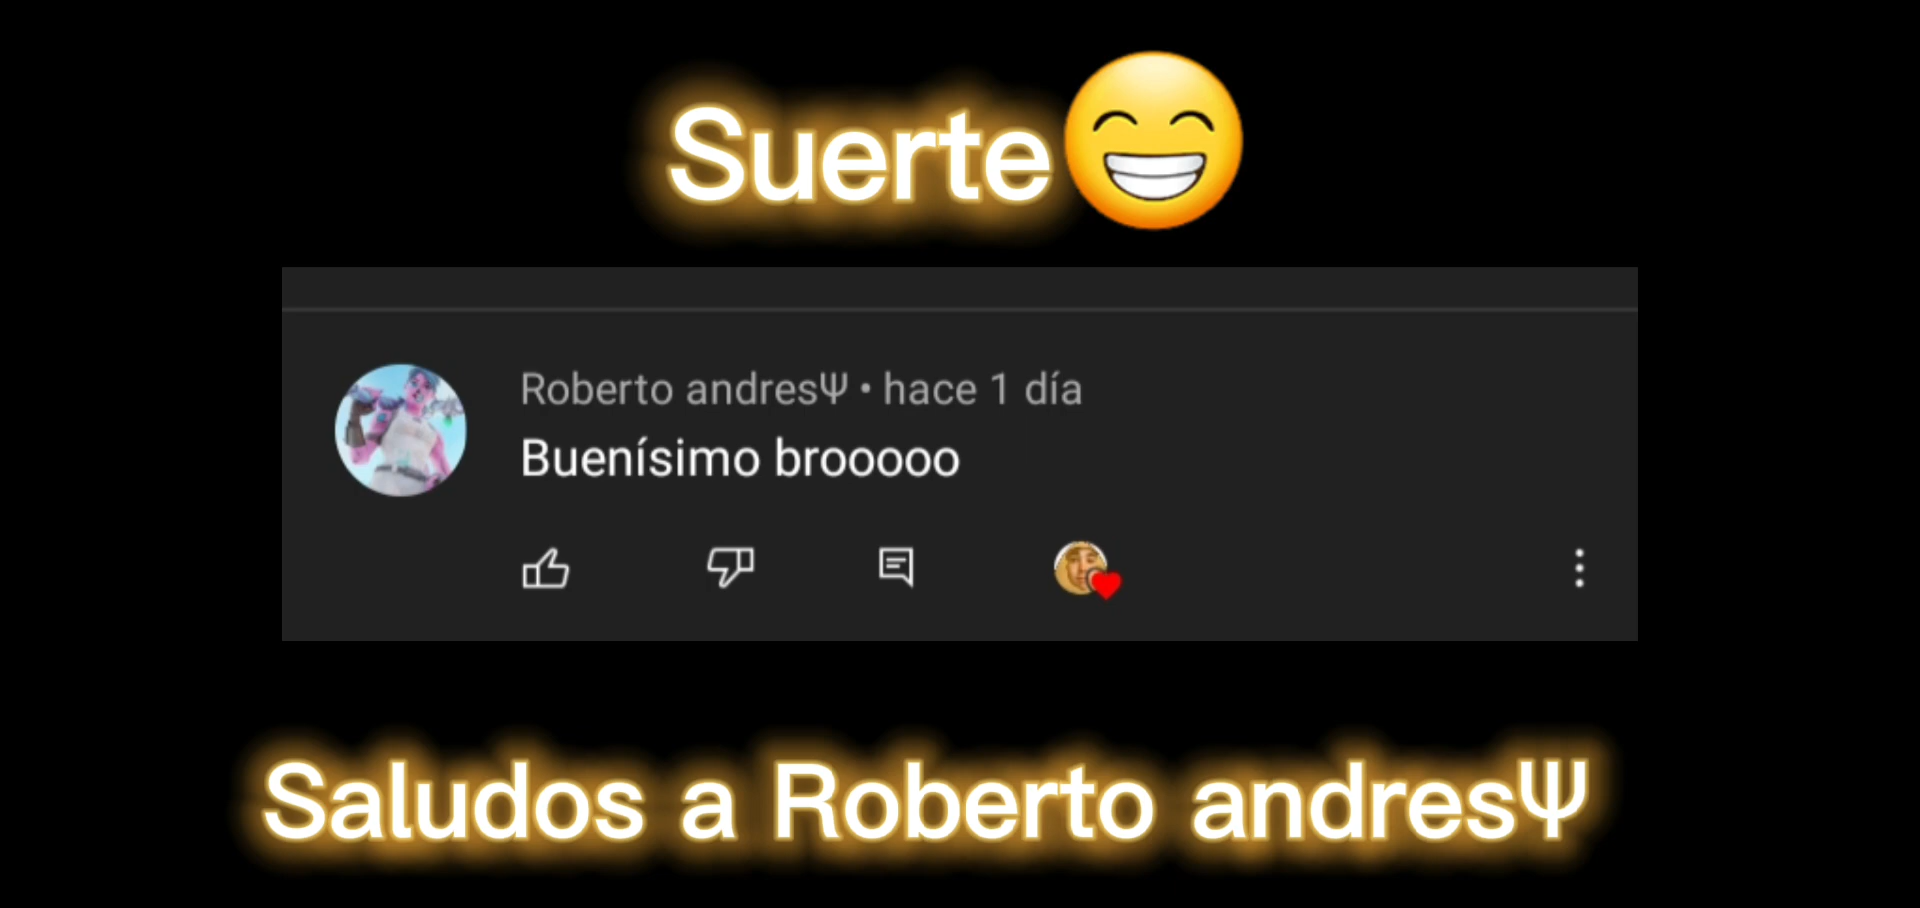 Suerte😁
Roberto andresΨ • hace 1 día
Buenísimo brooooo
Saludos a Roberto andresΨ